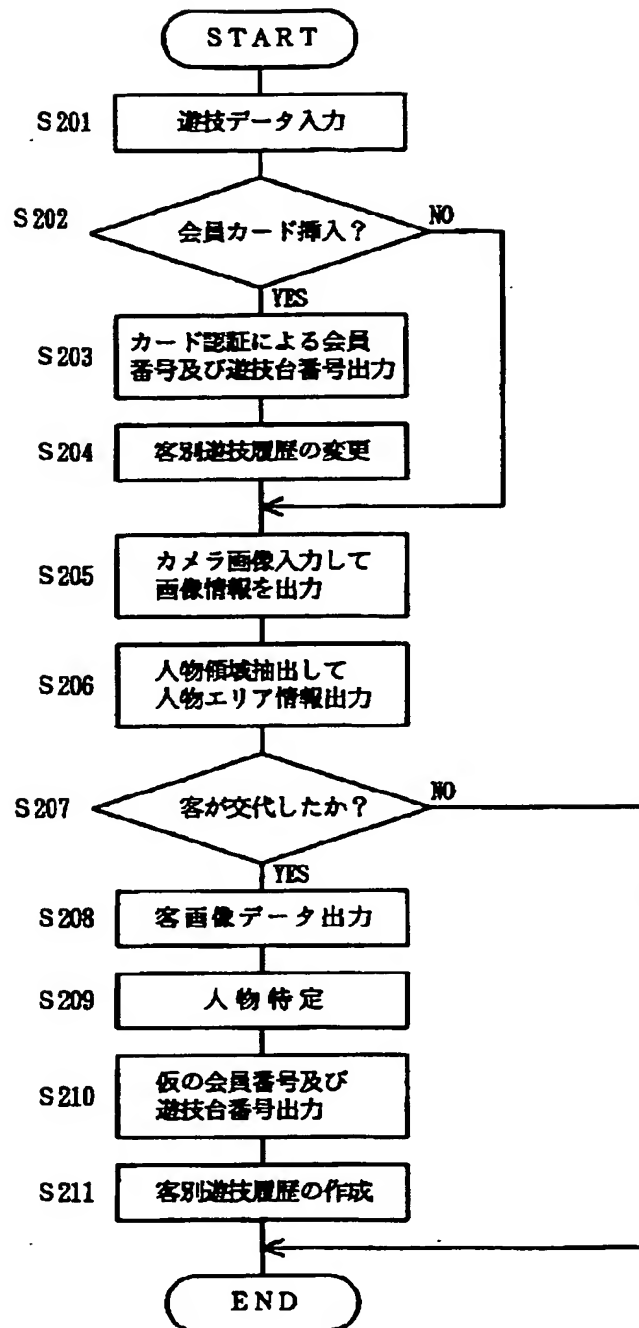 START
S201
遊技データ入力
S202
会員カード挿入?
NO
YES
S203
カード認証による会員
番号及び遊技台番号出力
S204
客別遊技履歴の変更
S205
カメラ画像入力して
画像情報を出力
S206
人物領域抽出して
人物エリア情報出力
S207
客が交代したか?
NO
YES
S208
客画像データ出力
S209
人物特定
S210
仮の会員番号及び
遊技台番号出力
S211
客別遊技履歴の作成
END